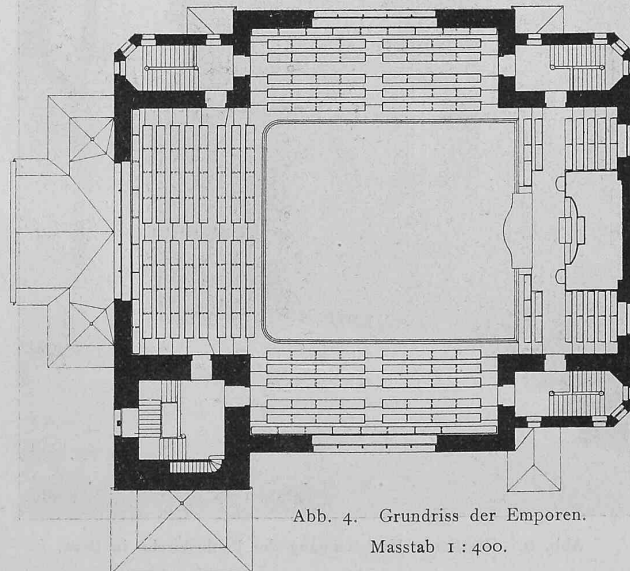 Abb. 4. Grundriss der Emporen.
Masstab 1 : 400.